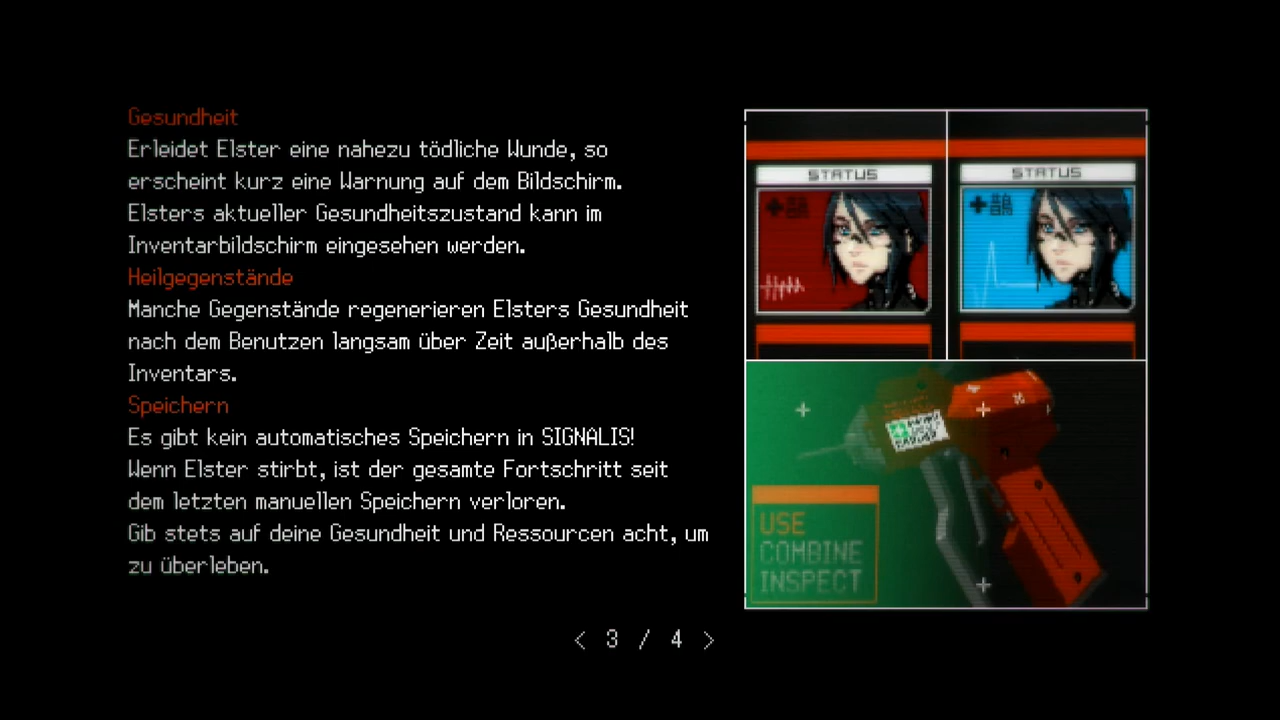 Gesundheit
Erleidet Elster eine nahezu tödliche Wunde, so
erscheint kurz eine Warnung auf dem Bildschirm.
Elsters aktueller Gesundheitszustand kann im
Inventarbildschirm eingesehen werden.
Heilgegenstände
Manche Gegenstände regenerieren Elsters Gesundheit
nach dem Benutzen langsam über Zeit außerhalb des
Inventars.
Speichern
Es gibt kein automatisches Speichern in SIGNALIS!
Wenn Elster stirbt, ist der gesamte Fortschritt seit
dem letzten manuellen Speichern verloren.
Gib stets auf deine Gesundheit und Ressourcen acht, um
zu überleben.
STATUS
STATUS
USE
COMBINE
INSPECT
< 3 / 4 >